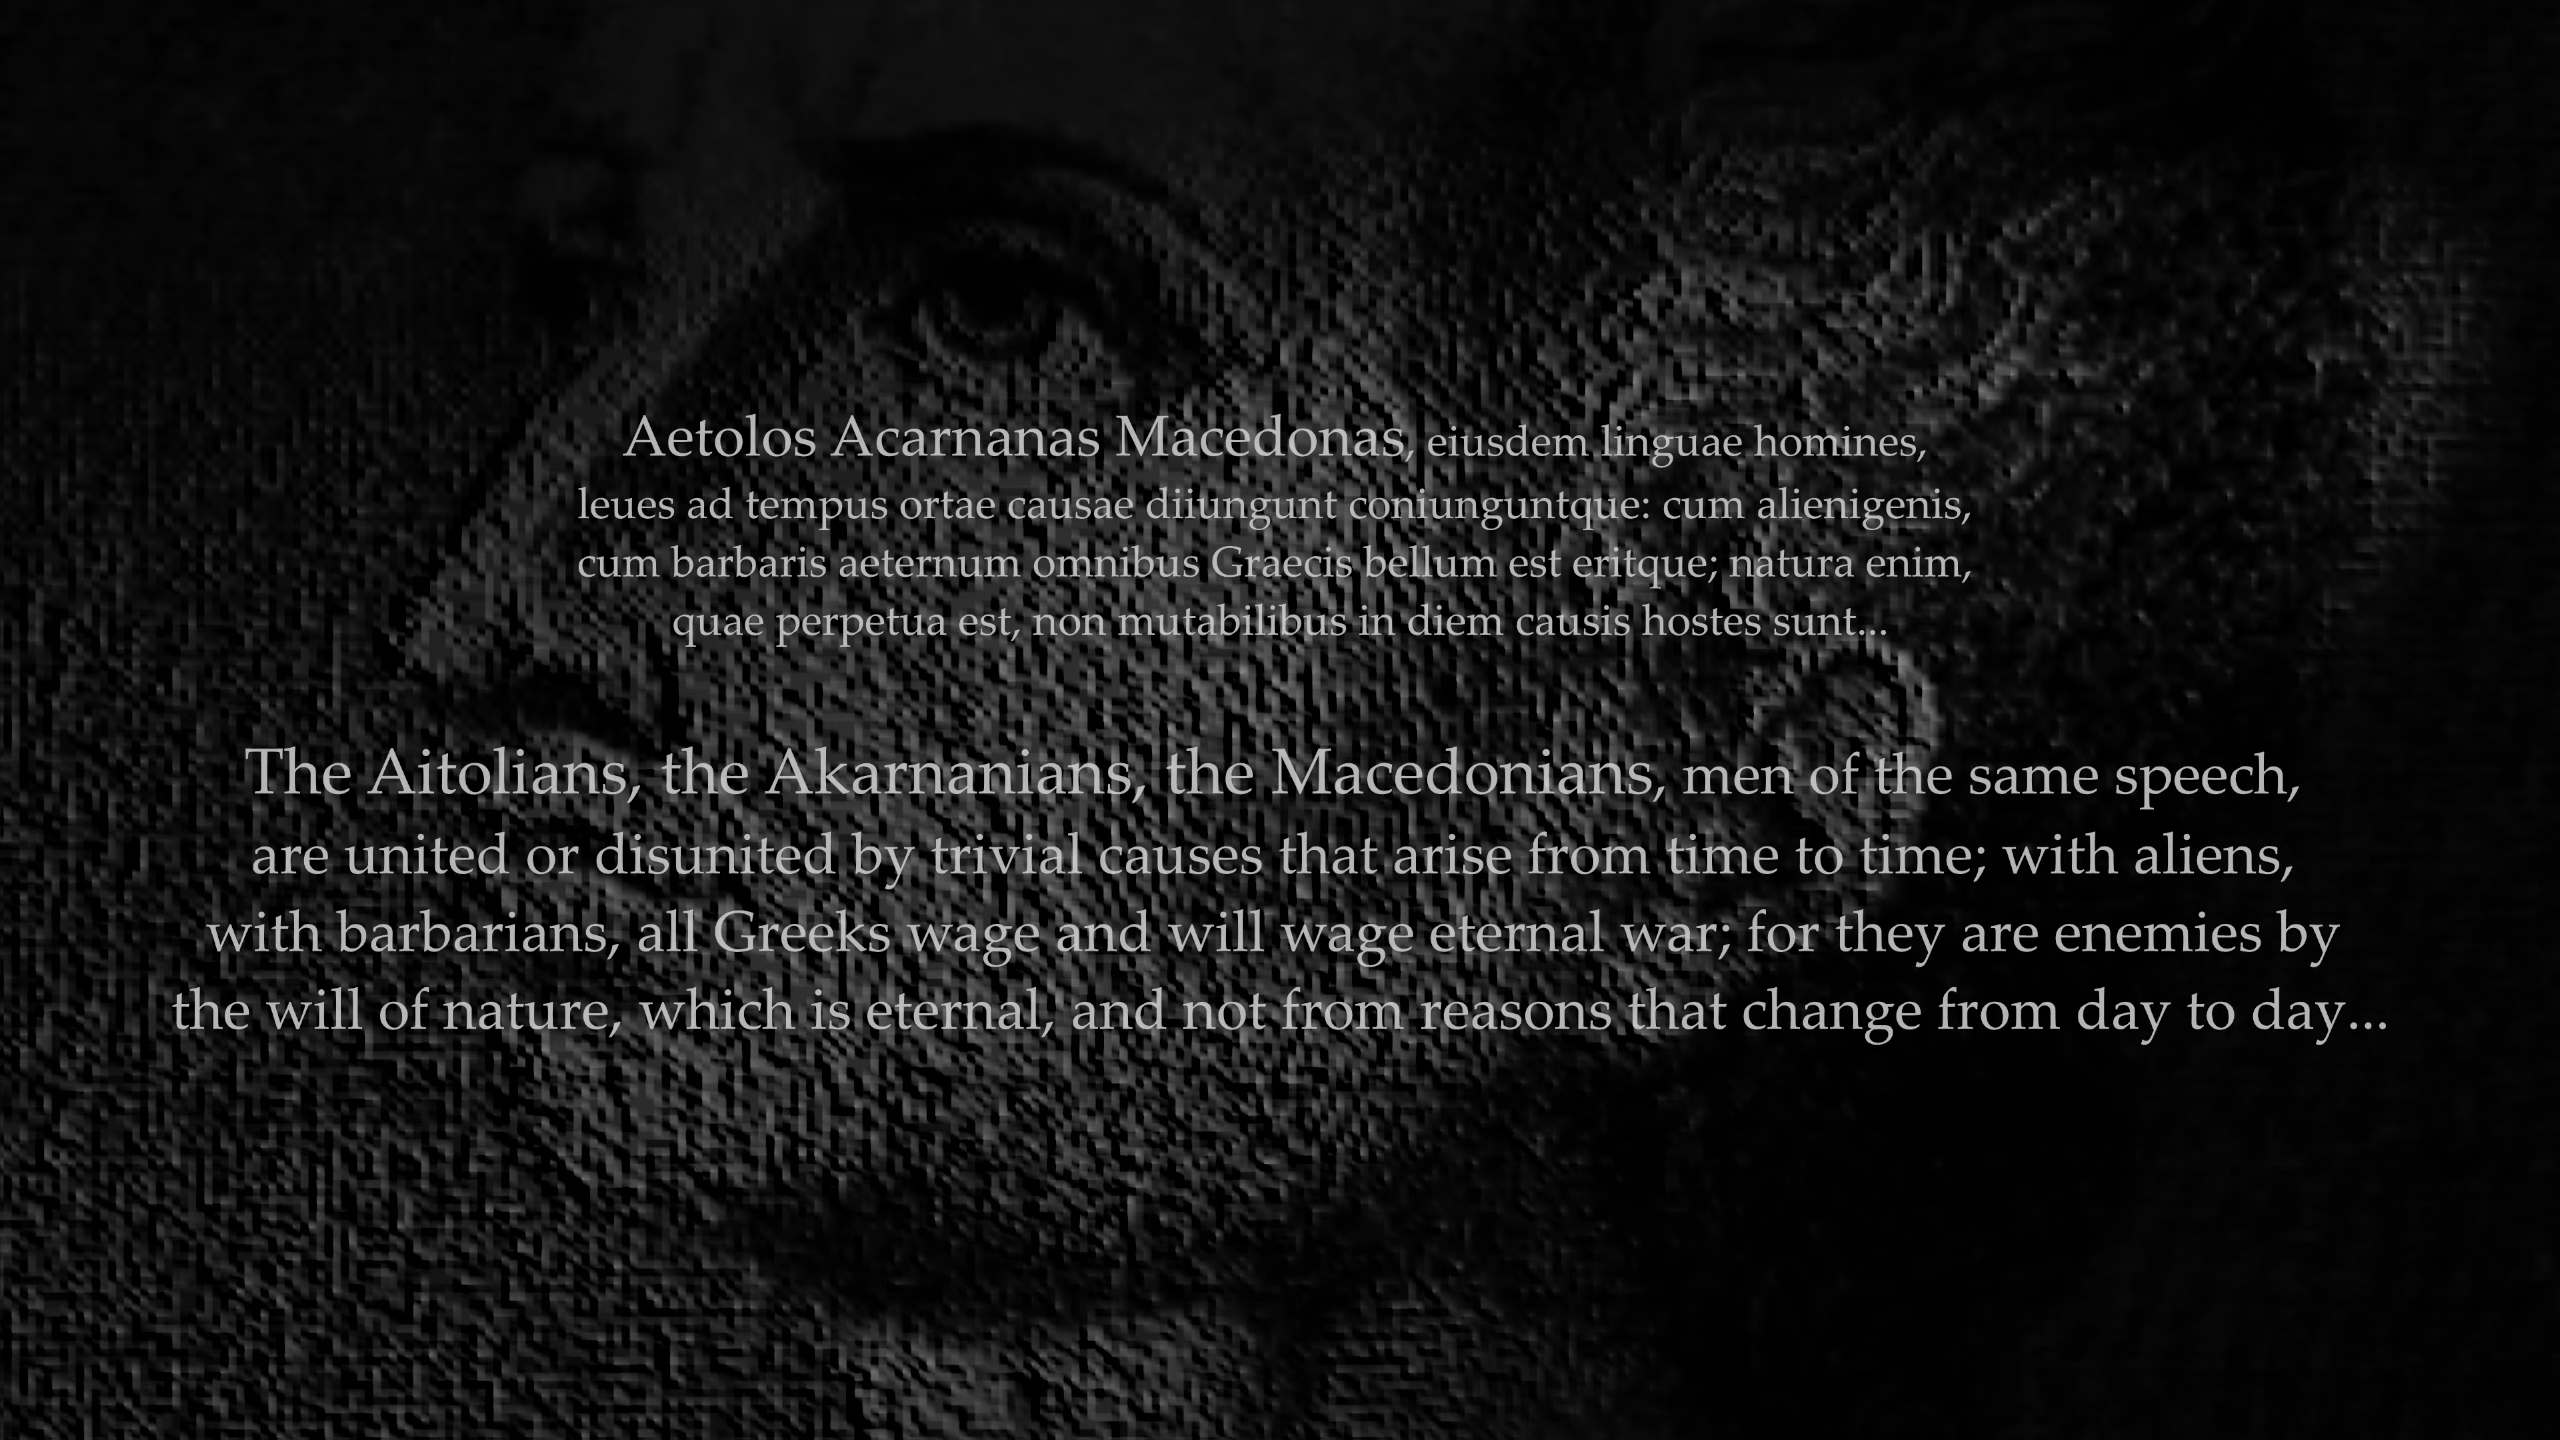 Aetolos Acarnanas Macedonas, eiusdem linguae homines,
leues ad tempus ortae causae diiungunt coniunguntque: cum alienigenis,
cum barbaris aeternum omnibus Graecis bellum est eritque; natura enim,
quae perpetua est, non mutabilibus in diem causis hostes sunt...
The Aitolians, the Akarnanians, the Macedonians, men of the same speech,
are united or disunited by trivial causes that arise from time to time; with aliens,
with barbarians, all Greeks wage and will wage eternal war; for they are enemies by
the will of nature, which is eternal, and not from reasons that change from day to day...